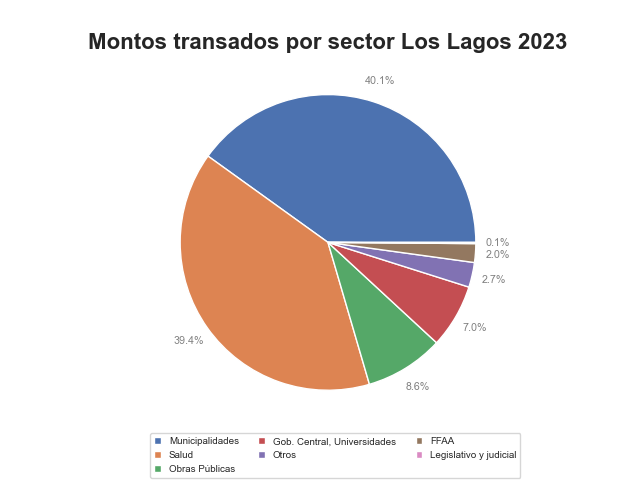 Montos transados por sector Los Lagos 2023
40.1%
0.1%
2.0%
2.7%
7.0%
39.4%
8.6%
Municipalidades
Salud
Obras Públicas
Gob. Central, Universidades
Otros
FFAA
Legislativo y judicial